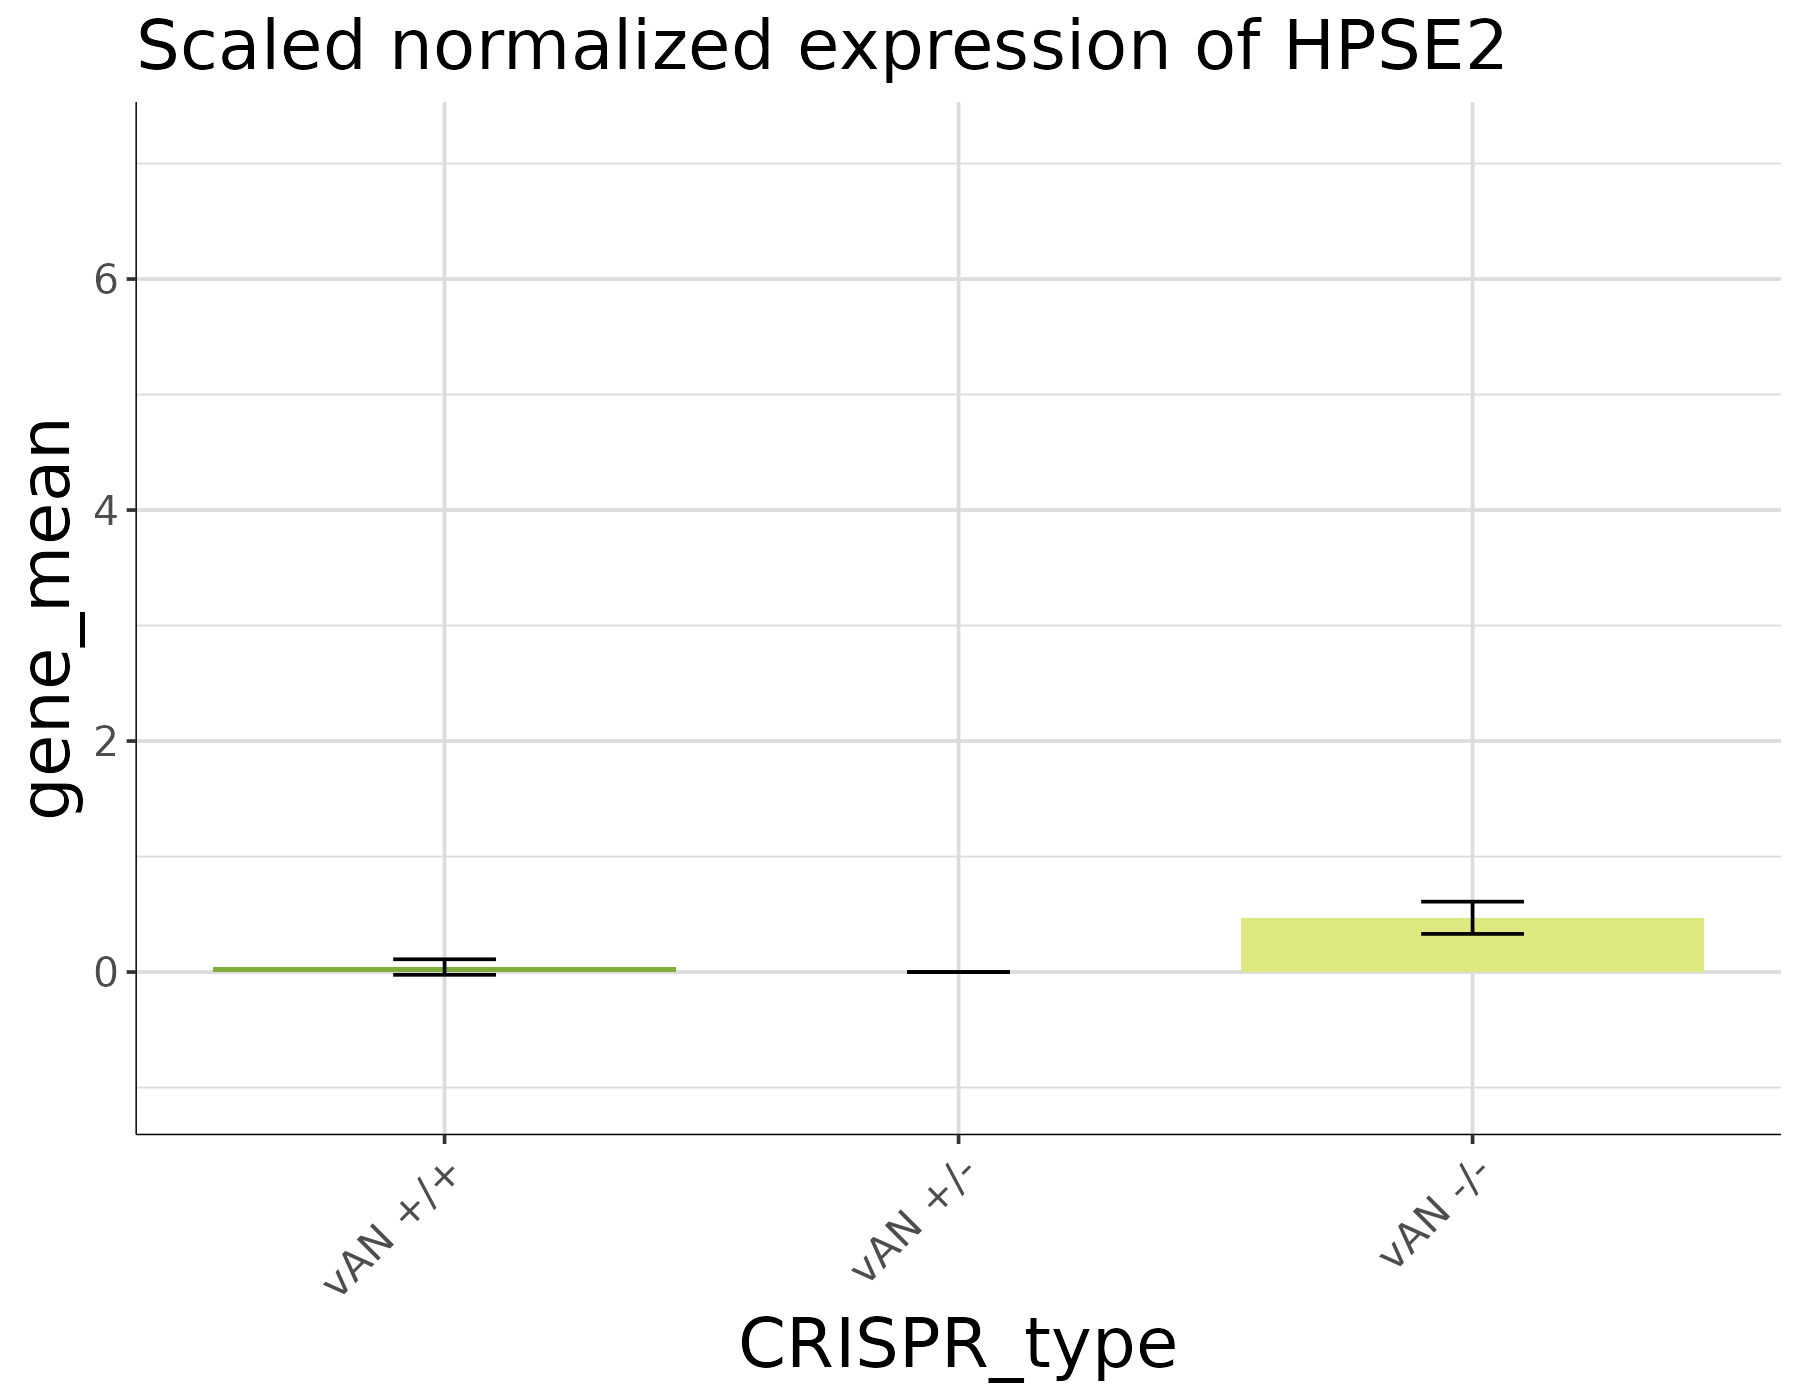 Scaled normalized expression of HPSE2
gene_mean
6
4
2
0
vAN +/+
vAN +/-
vAN -/-
CRISPR_type